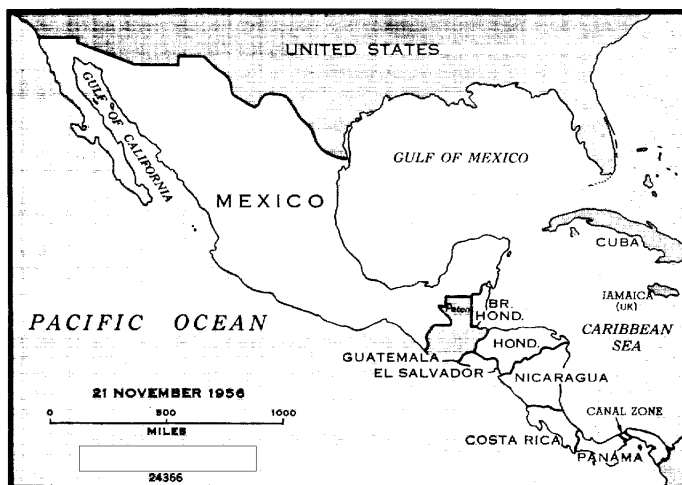 UNITED STATES
GULF OF CALIFORNIA
GULF OF MEXICO
MEXICO
CUBA
JAMAICA
(UK)
Peten
(BR.
HOND.
PACIFIC OCEAN
CARIBBEAN
SEA
HOND.
GUATEMALA
EL SALVADOR
NICARAGUA
21 NOVEMBER 1956
0 500 1000
MILES
CANAL ZONE
COSTA RICA
PANAMA
24366